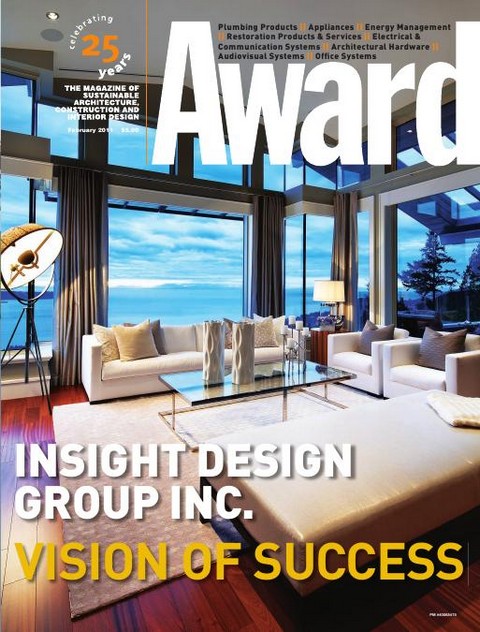 celebrating
25
years
THE MAGAZINE OF
SUSTAINABLE
ARCHITECTURE,
CONSTRUCTION AND
INTERIOR DESIGN
February
Plumbing Products || Appliances || Energy Management
|| Restoration Products & Services || Electrical &
Communication Systems || Architectural Hardware ||
Audiovisual Systems || Office Systems
Award
INSIGHT DESIGN
GROUP INC.
VISION OF SUCCESS